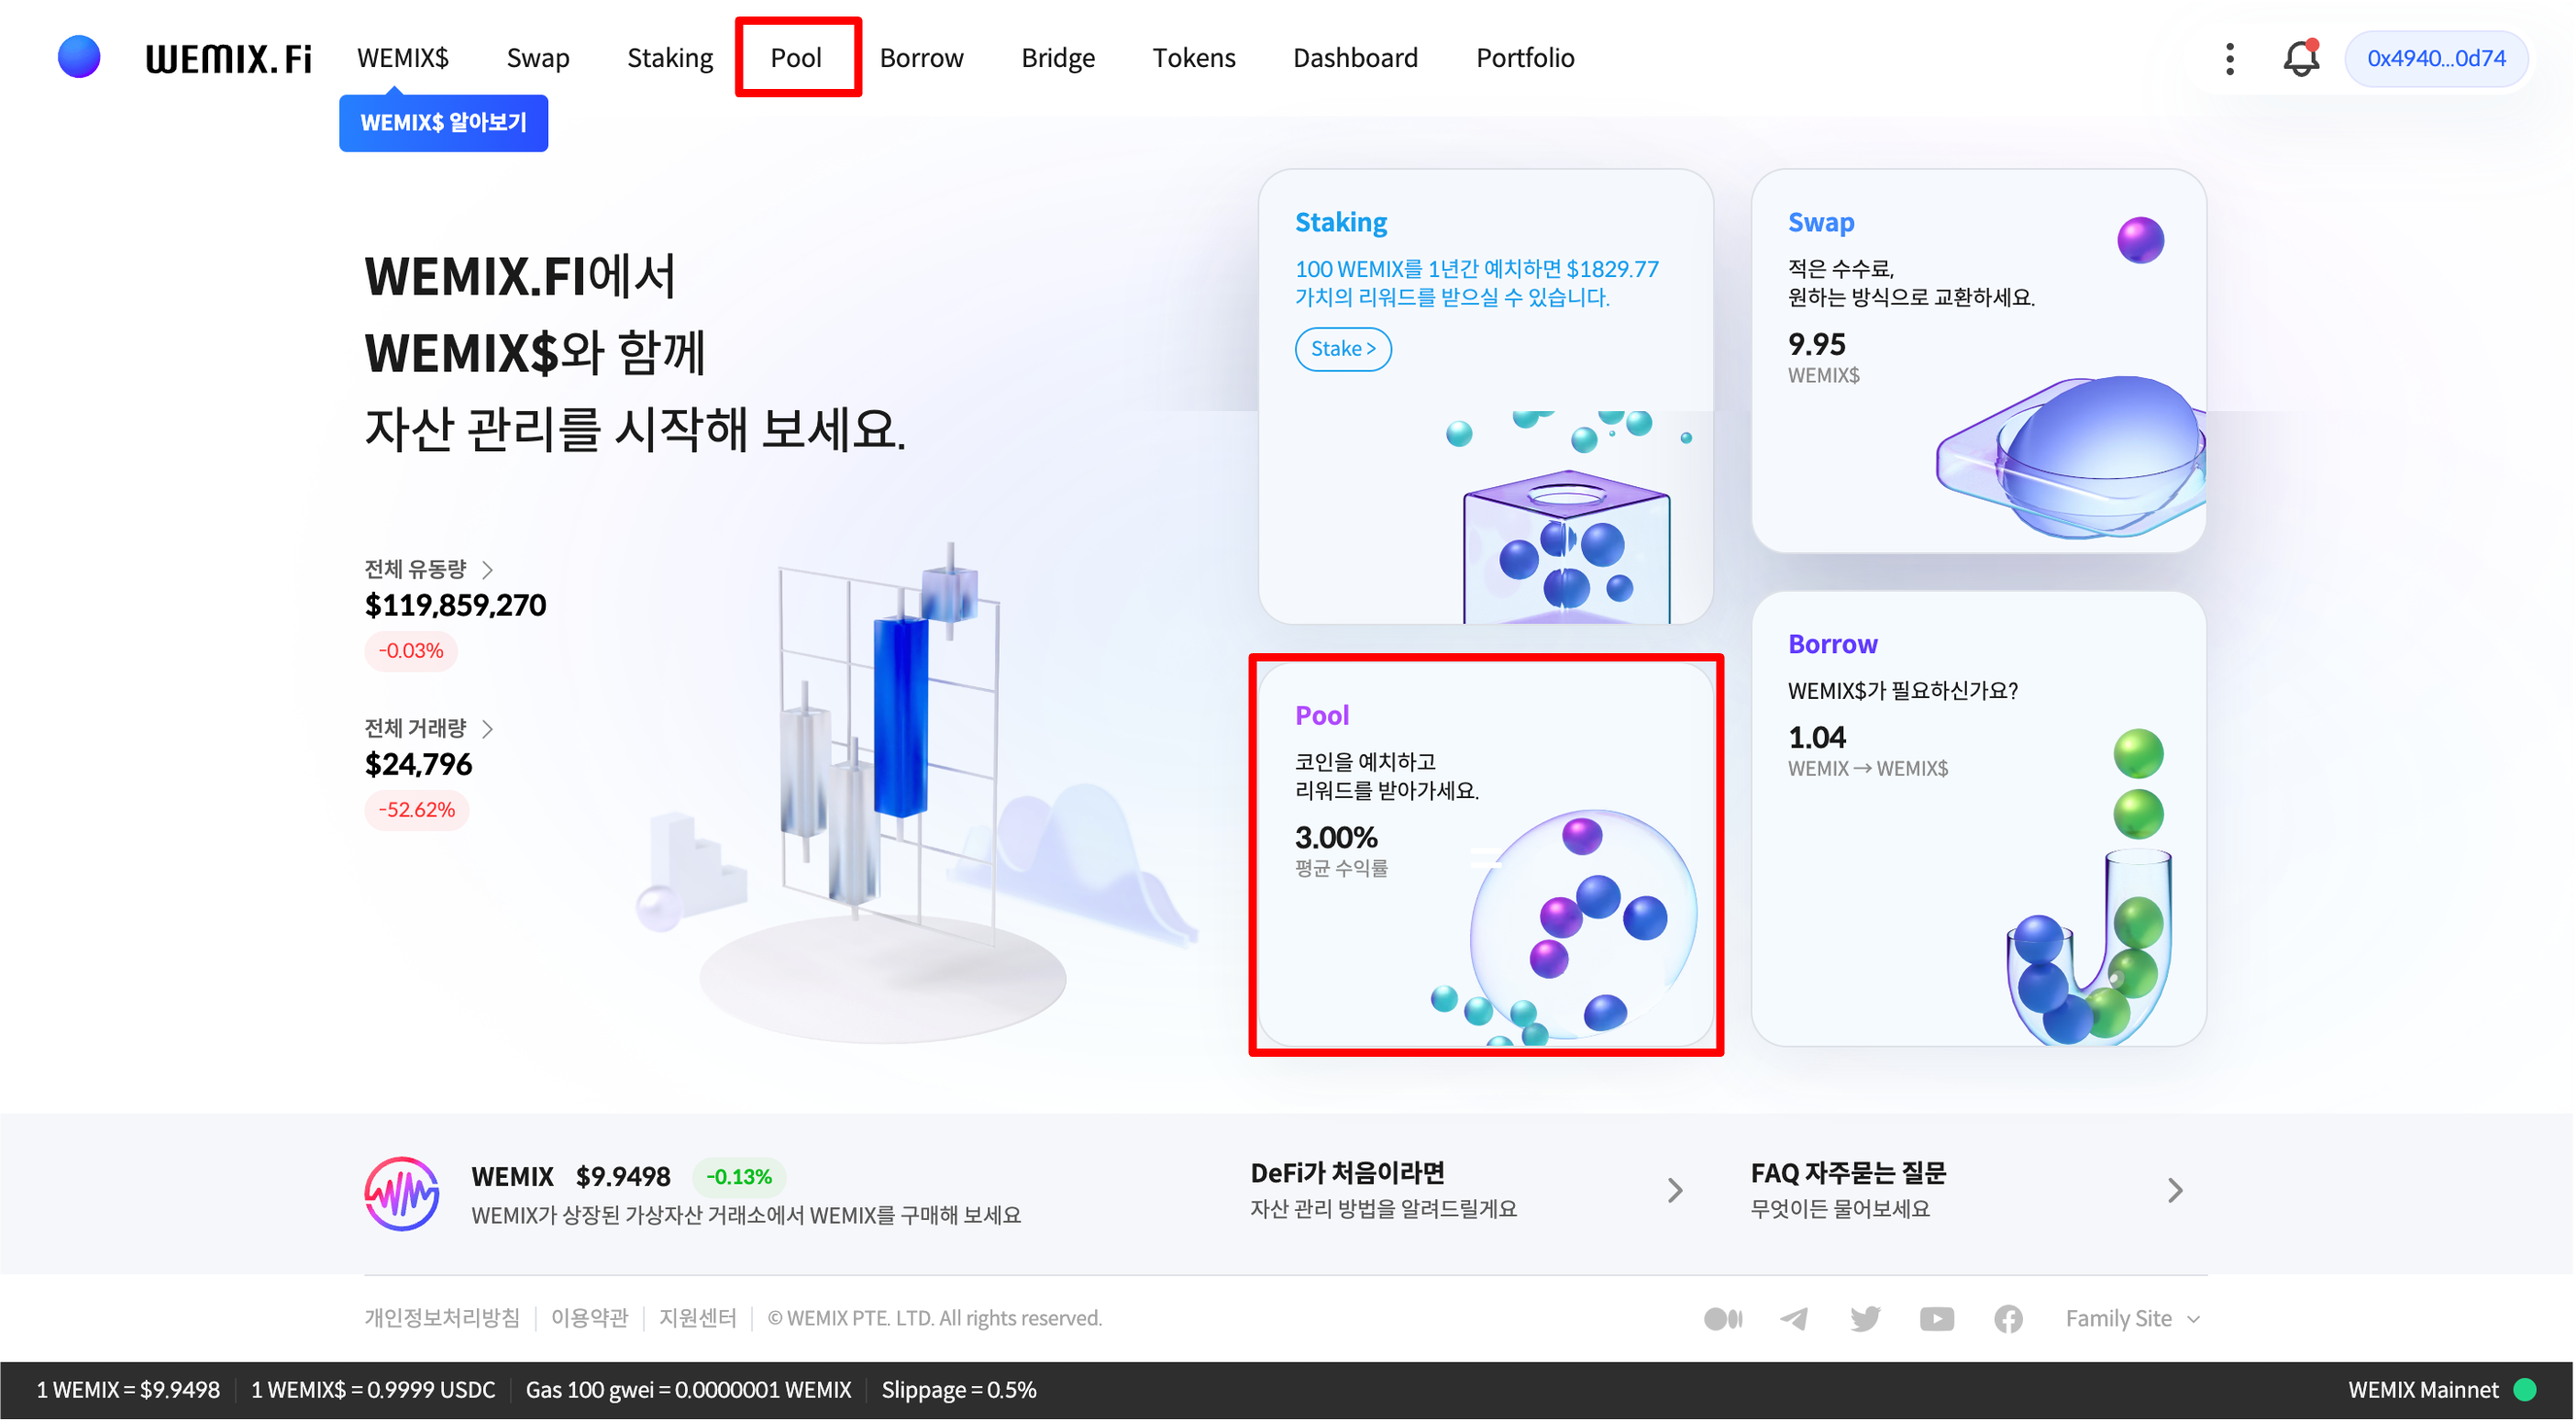 WEMIX.Fi
WEMIX$ Swap Staking Pool Borrow Bridge Tokens Dashboard Portfolio
0x4940...0d74
WEMIX$ 알아보기
WEMIX.FI에서
WEMIX$와 함께
자산 관리를 시작해 보세요.
전체 유동량
$119,859,270
-0.03%
전체 거래량
$24,796
-52.62%
Staking
100 WEMIX를 1년간 예치하면 $1829.77
가치의 리워드를 받으실 수 있습니다.
Stake >
Swap
적은 수수료,
원하는 방식으로 교환하세요.
9.95
WEMIX$
Pool
코인을 예치하고
리워드를 받아가세요.
3.00%
평균 수익률
Borrow
WEMIX$가 필요하신가요?
1.04
WEMIX → WEMIX$
WEMIX $9.9498 -0.13%
WEMIX가 상장된 가상자산 거래소에서 WEMIX를 구매해 보세요
DeFi가 처음이라면
자산 관리 방법을 알려드릴게요
FAQ 자주묻는 질문
무엇이든 물어보세요
개인정보처리방침 이용약관 지원센터 © WEMIX PTE. LTD. All rights reserved.
Family Site
1 WEMIX = $9.9498 1 WEMIX$ = 0.9999 USDC Gas 100 gwei = 0.0000001 WEMIX Slippage = 0.5%
WEMIX Mainnet